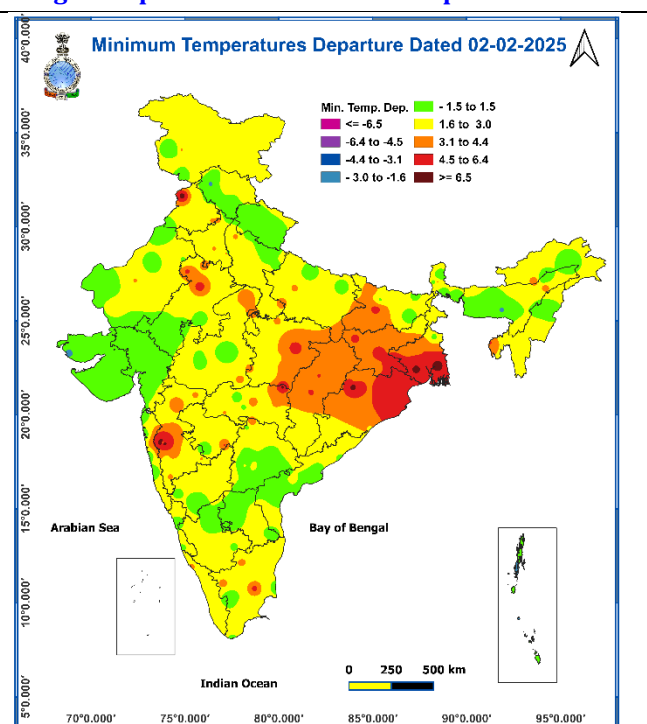 Minimum Temperatures Departure Dated 02-02-2025
Min. Temp. Dep.
<= -6.5
-6.4 to -4.5
-4.4 to -3.1
- 3.0 to -1.6
- 1.5 to 1.5
1.6 to 3.0
3.1 to 4.4
4.5 to 6.4
>= 6.5
40°0.000'
35°0.000'
30°0.000'
25°0.000'
20°0.000'
15°0.000'
10°0.000'
5°0.000'
Arabian Sea
Bay of Bengal
Indian Ocean
0 250 500 km
70°0.000' 75°0.000' 80°0.000' 85°0.000' 90°0.000' 95°0.000'